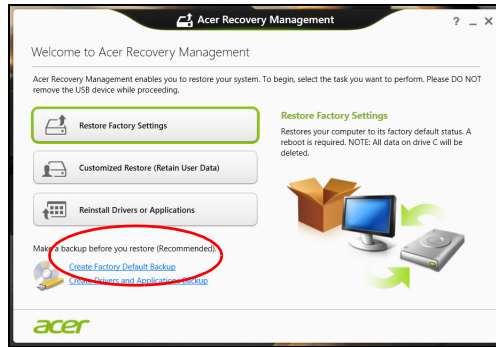 Acer Recovery Management
? _ X
Welcome to Acer Recovery Management
Acer Recovery Management enables you to restore your system. To begin, select the task you want to perform. Please DO NOT
remove the USB device while proceeding.
Restore Factory Settings
Customized Restore (Retain User Data)
Reinstall Drivers or Applications
Restore Factory Settings
Restores your computer to its factory default status. A
reboot is required. NOTE: All data on drive C will be
deleted.
Make a backup before you restore (Recommended).
Create Factory Default Backup
Create Drivers and Applications Backup
acer